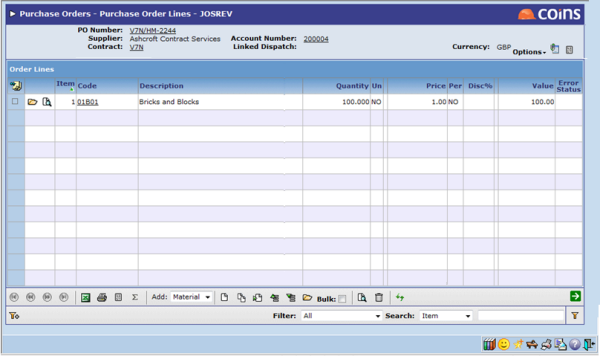 Purchase Orders - Purchase Order Lines - JOSREV
COINS
PO Number: V7N/HM-2244
Supplier: Ashcroft Contract Services Account Number: 200004
Contract: V7N Linked Dispatch: Currency: GBP Options
Order Lines
Item Code Description Quantity Un Price Per Disc% Value Error Status
1 01B01 Bricks and Blocks 100.000 NO 1.00 NO 100.00
Add: Material Bulk:
Filter: All Search: Item